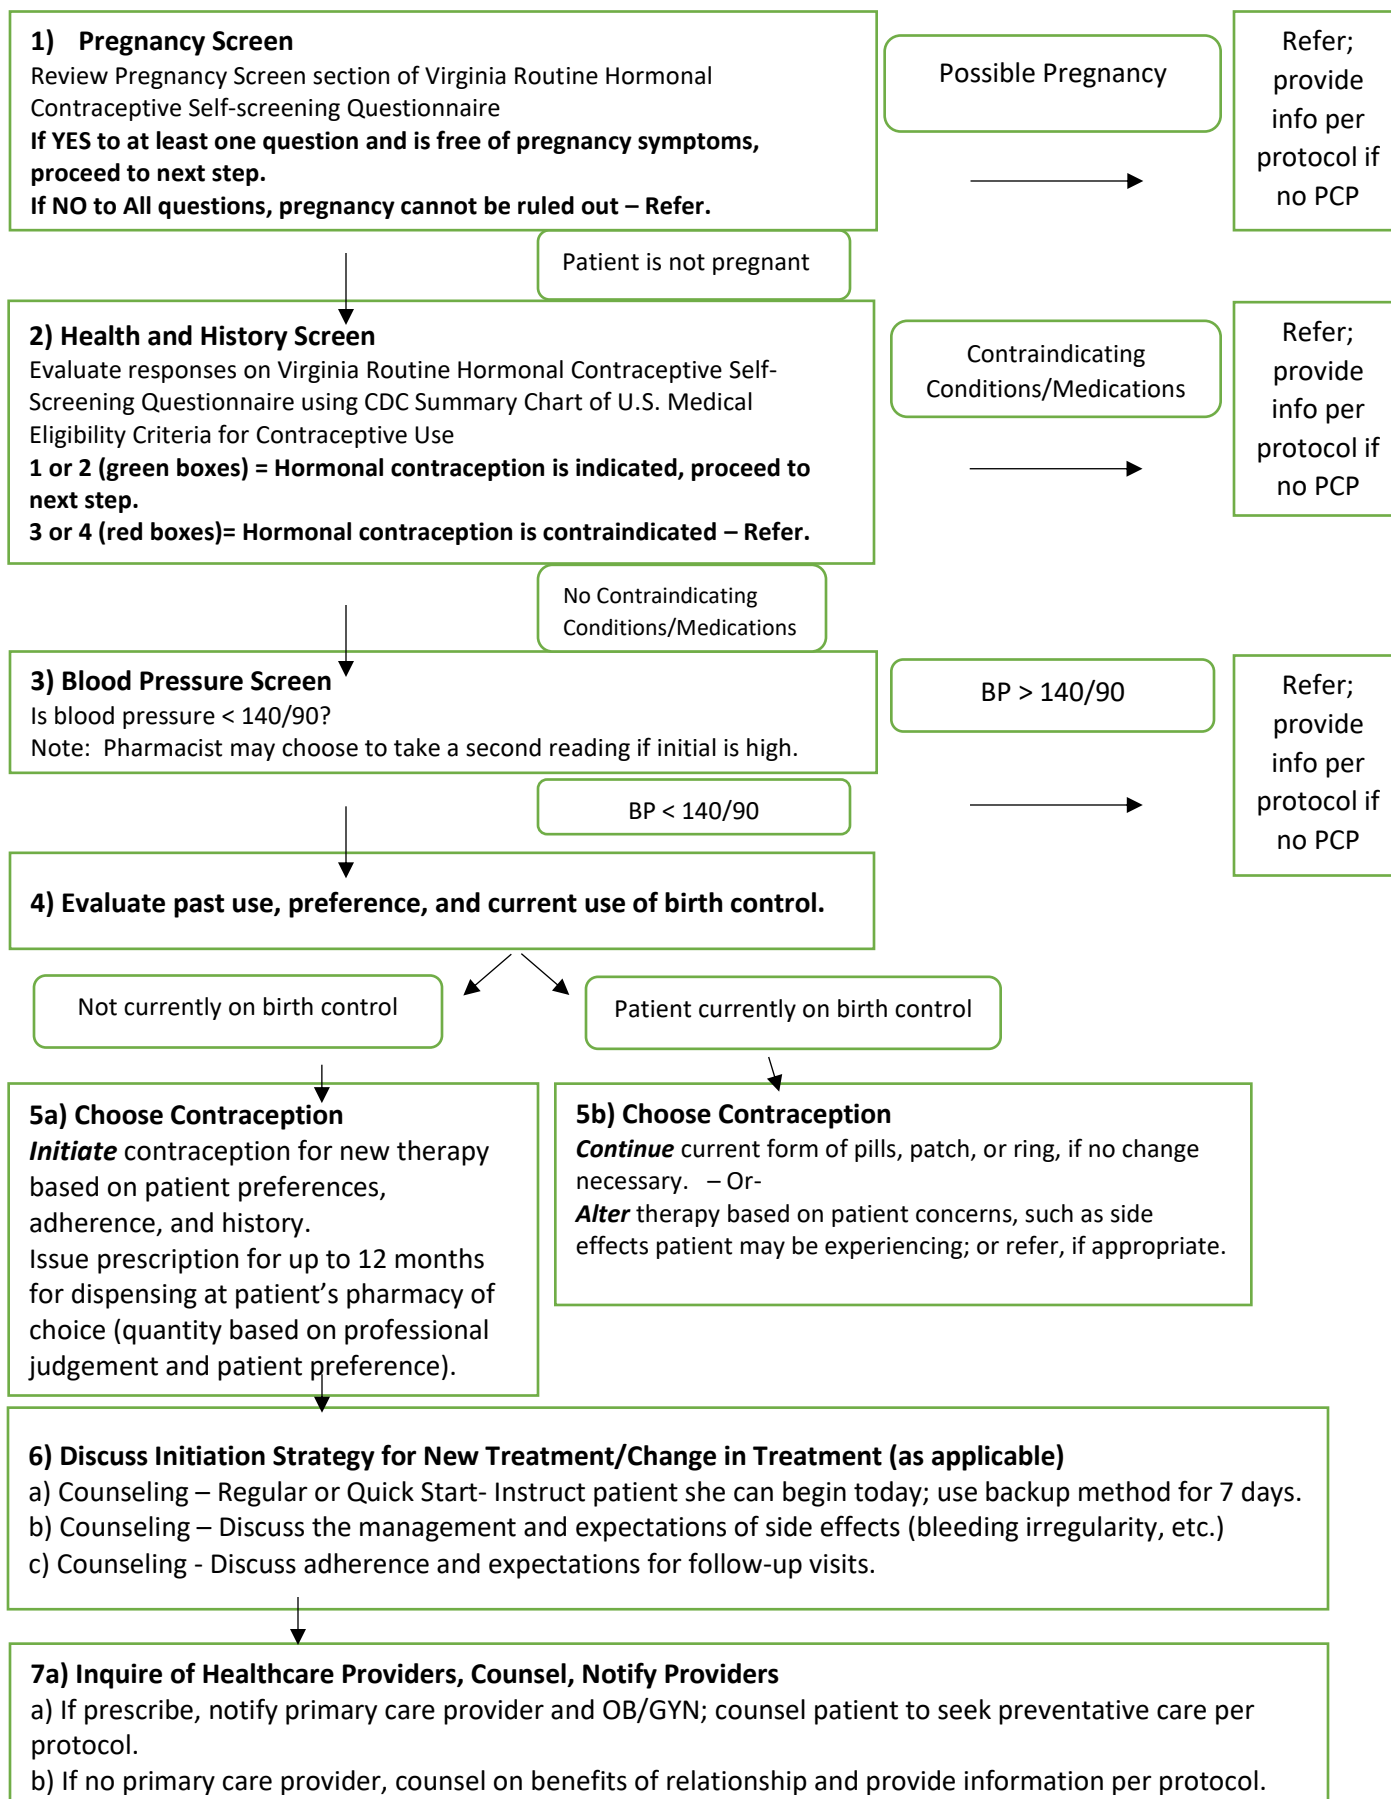 1) Pregnancy Screen
Review Pregnancy Screen section of Virginia Routine Hormonal
Contraceptive Self-screening Questionnaire
If YES to at least one question and is free of pregnancy symptoms,
proceed to next step.
If NO to All questions, pregnancy cannot be ruled out – Refer.
Possible Pregnancy
Refer;
provide
info per
protocol if
no PCP
Patient is not pregnant
2) Health and History Screen
Evaluate responses on Virginia Routine Hormonal Contraceptive Self-
Screening Questionnaire using CDC Summary Chart of U.S. Medical
Eligibility Criteria for Contraceptive Use
1 or 2 (green boxes) = Hormonal contraception is indicated, proceed to
next step.
3 or 4 (red boxes)= Hormonal contraception is contraindicated – Refer.
Contraindicating
Conditions/Medications
Refer;
provide
info per
protocol if
no PCP
No Contraindicating
Conditions/Medications
3) Blood Pressure Screen
Is blood pressure < 140/90?
Note: Pharmacist may choose to take a second reading if initial is high.
BP > 140/90
Refer;
provide
info per
protocol if
no PCP
BP < 140/90
4) Evaluate past use, preference, and current use of birth control.
Not currently on birth control
Patient currently on birth control
5a) Choose Contraception
Initiate contraception for new therapy
based on patient preferences,
adherence, and history.
Issue prescription for up to 12 months
for dispensing at patient’s pharmacy of
choice (quantity based on professional
judgement and patient preference).
5b) Choose Contraception
Continue current form of pills, patch, or ring, if no change
necessary. – Or-
Alter therapy based on patient concerns, such as side
effects patient may be experiencing; or refer, if appropriate.
6) Discuss Initiation Strategy for New Treatment/Change in Treatment (as applicable)
a) Counseling – Regular or Quick Start- Instruct patient she can begin today; use backup method for 7 days.
b) Counseling – Discuss the management and expectations of side effects (bleeding irregularity, etc.)
c) Counseling - Discuss adherence and expectations for follow-up visits.
7a) Inquire of Healthcare Providers, Counsel, Notify Providers
a) If prescribe, notify primary care provider and OB/GYN; counsel patient to seek preventative care per
protocol.
b) If no primary care provider, counsel on benefits of relationship and provide information per protocol.